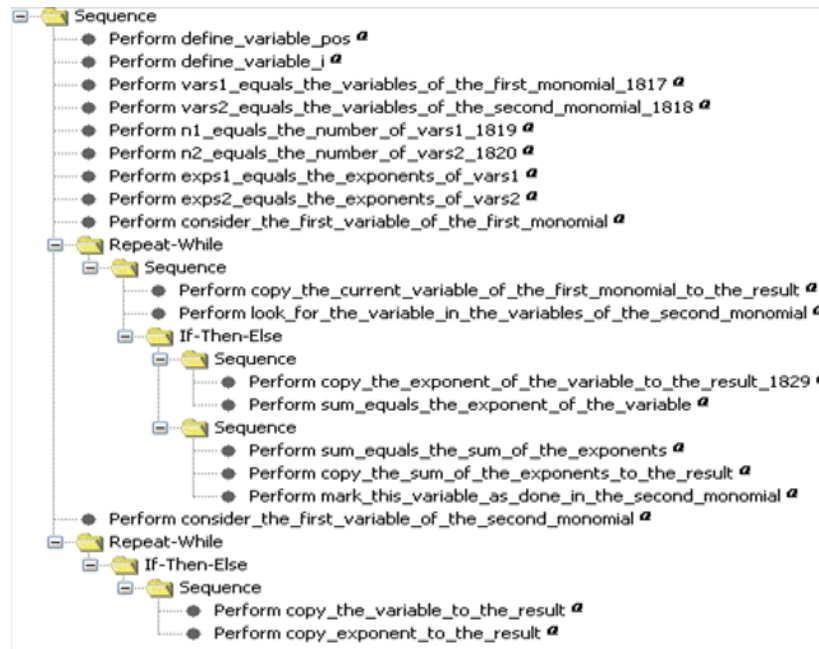 Sequence
Perform define_variable_pos a
Perform define_variable_i a
Perform vars1_equals_the_variables_of_the_first_monomial_1817 a
Perform vars2_equals_the_variables_of_the_second_monomial_1818 a
Perform n1_equals_the_number_of_vars1_1819 a
Perform n2_equals_the_number_of_vars2_1820 a
Perform exps1_equals_the_exponents_of_vars1 a
Perform exps2_equals_the_exponents_of_vars2 a
Perform consider_the_first_variable_of_the_first_monomial a
Repeat-While
Sequence
Perform copy_the_current_variable_of_the_first_monomial_to_the_result a
Perform look_for_the_variable_in_the_variables_of_the_second_monomial a
If-Then-Else
Sequence
Perform copy_the_exponent_of_the_variable_to_the_result_1829 a
Perform sum_equals_the_exponent_of_the_variable a
Sequence
Perform sum_equals_the_sum_of_the_exponents a
Perform copy_the_sum_of_the_exponents_to_the_result a
Perform mark_this_variable_as_done_in_the_second_monomial a
Perform consider_the_first_variable_of_the_second_monomial a
Repeat-While
If-Then-Else
Sequence
Perform copy_the_variable_to_the_result a
Perform copy_exponent_to_the_result a